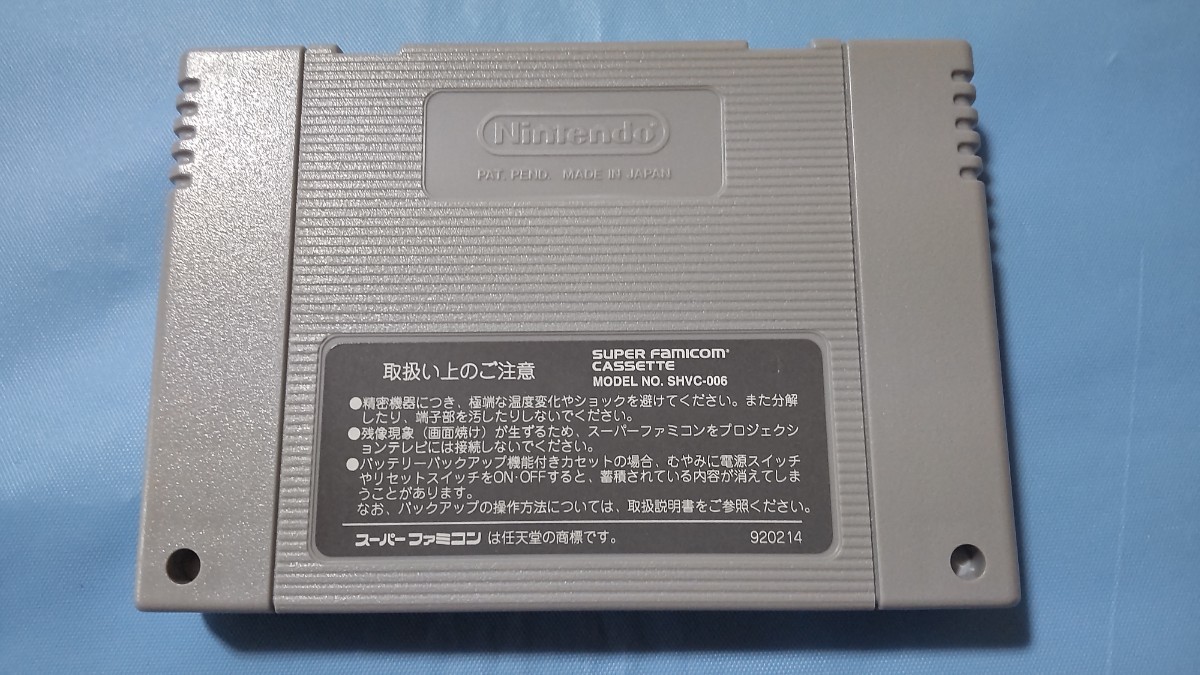 Nintendo
PAT. PEND. MADE IN JAPAN
取扱い上のご注意
SUPER FAMICOM
CASSETTE
MODEL NO. SHVC-006
●精密機器につき、極端な温度変化やショックを避けてください。また分解
したり、端子部を汚したりしないでください。
●残像現象（画面焼け）が生ずるため、スーパーファミコンをプロジェクシ
ョンテレビには接続しないでください。
●バッテリーバックアップ機能付きカセットの場合、むやみに電源スイッチ
やリセットスイッチをON·OFFすると、蓄積されている内容が消えてしま
うことがあります。
なお、バックアップの操作方法については、取扱説明書をご参照ください。
スーパーファミコン は任天堂の商標です。
920214